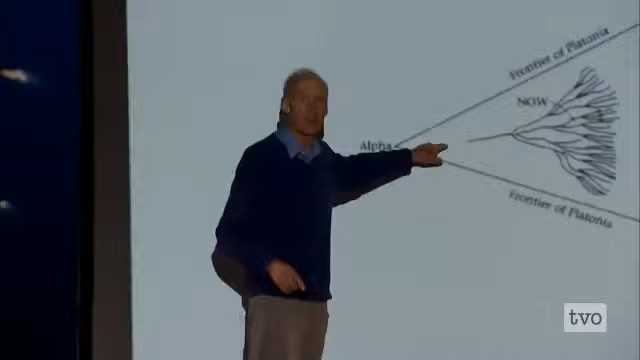 Frontier of Platonia
NOW
Alpha
Frontier of Platonia
tvo